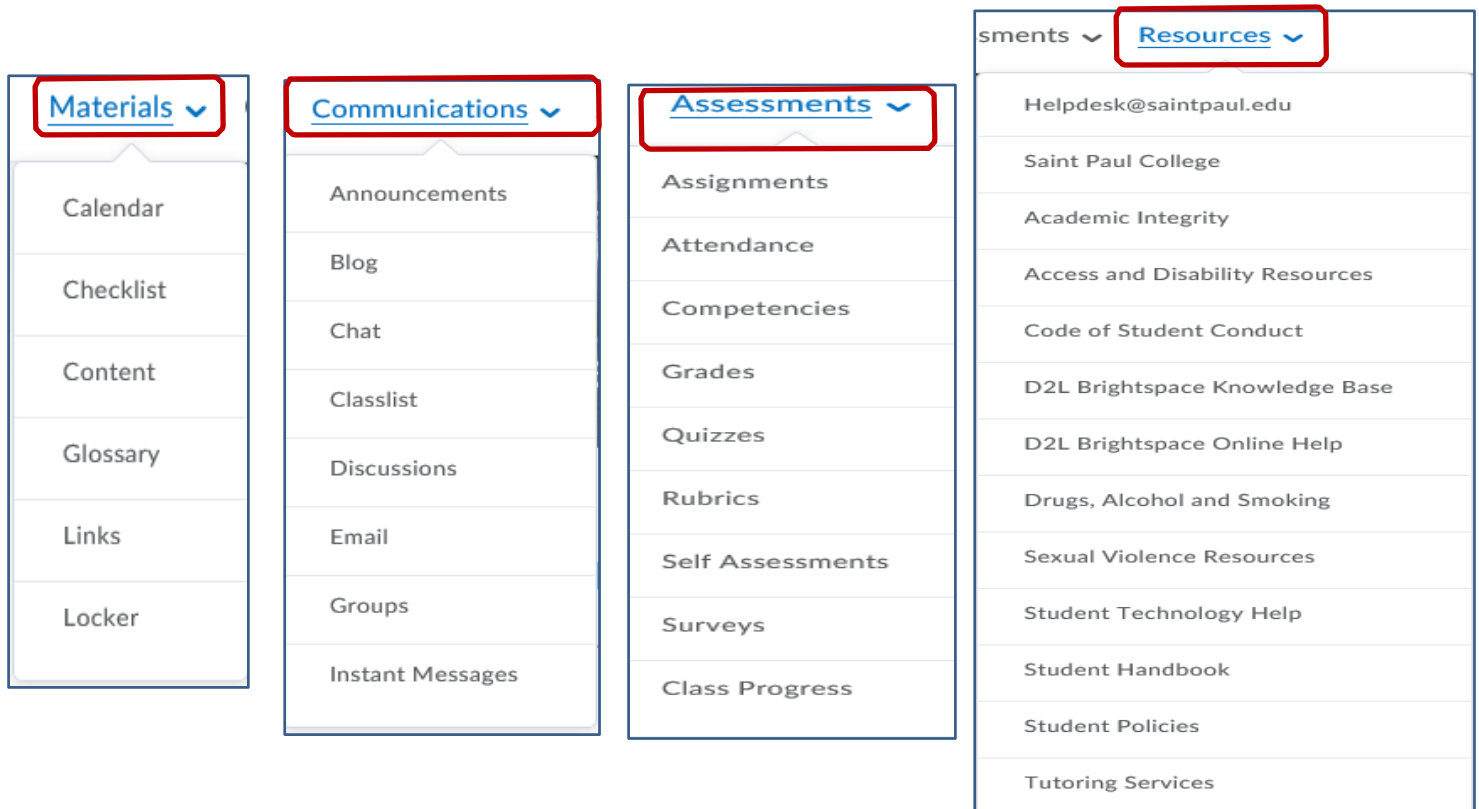 Materials
Calendar
Checklist
Content
Glossary
Links
Locker
Communications
Announcements
Blog
Chat
Classlist
Discussions
Email
Groups
Instant Messages
Assessments
Assignments
Attendance
Competencies
Grades
Quizzes
Rubrics
Self Assessments
Surveys
Class Progress
sments Resources
Helpdesk@saintpaul.edu
Saint Paul College
Academic Integrity
Access and Disability Resources
Code of Student Conduct
D2L Brightspace Knowledge Base
D2L Brightspace Online Help
Drugs, Alcohol and Smoking
Sexual Violence Resources
Student Technology Help
Student Handbook
Student Policies
Tutoring Services